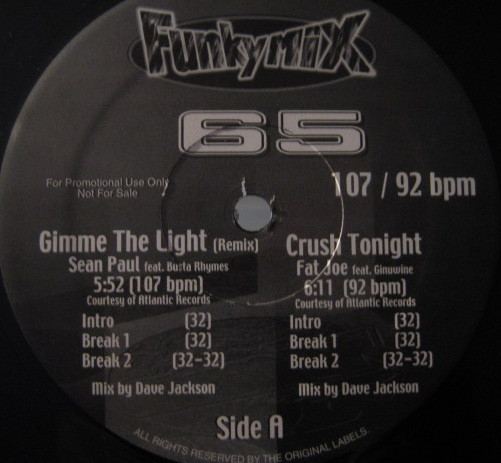 Funkymix
65
For Promotional Use Only
Not For Sale
107 / 92 bpm
Gimme The Light (Remix)
Sean Paul feat. Busta Rhymes
5:52 (107 bpm)
Courtesy of Atlantic Records
Intro (32)
Break 1 (32)
Break 2 (32-32)
Mix by Dave Jackson
Crush Tonight
Fat Joe feat. Ginuwine
6:11 (92 bpm)
Courtesy of Atlantic Records
Intro (32)
Break 1 (32)
Break 2 (32-32)
Mix by Dave Jackson
Side A
ALL RIGHTS RESERVED BY THE ORIGINAL LABELS.